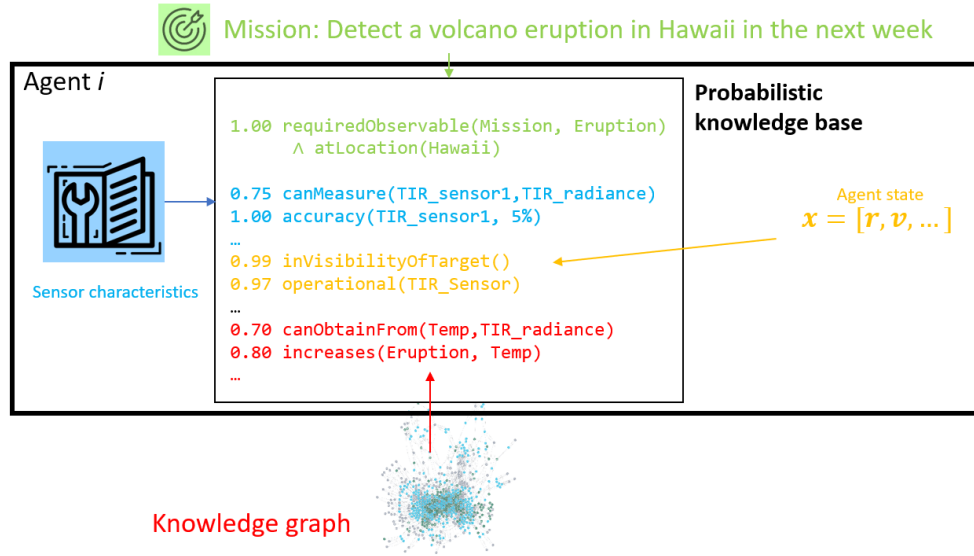 Mission: Detect a volcano eruption in Hawaii in the next week
Agent i
Probabilistic
knowledge base
1.00 requiredObservable(Mission, Eruption)
∧ atLocation(Hawaii)
0.75 canMeasure(TIR_sensor1,TIR_radiance)
1.00 accuracy(TIR_sensor1, 5%)
…
0.99 inVisibilityOfTarget()
0.97 operational(TIR_Sensor)
…
0.70 canObtainFrom(Temp,TIR_radiance)
0.80 increases(Eruption, Temp)
…
Sensor characteristics
Agent state
x = [r, v, … ]
Knowledge graph